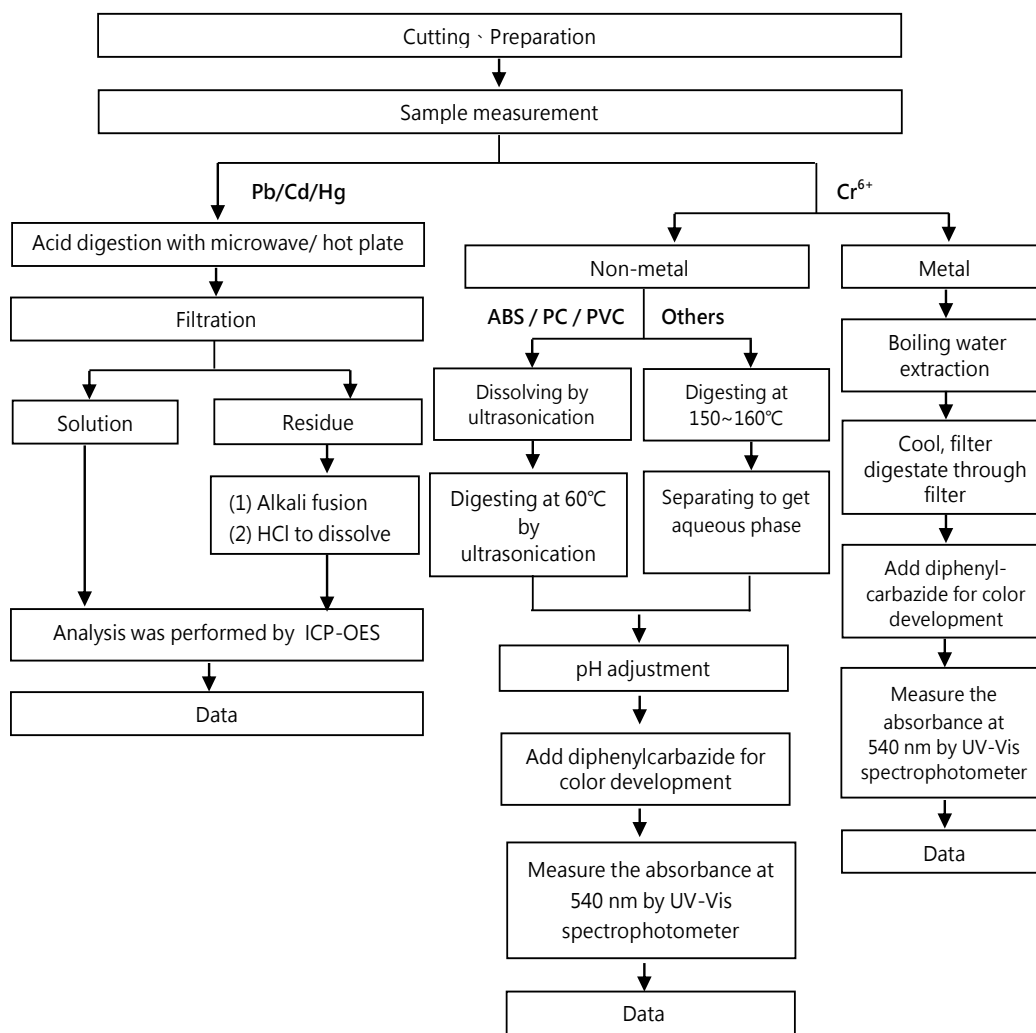 Cutting、Preparation
Sample measurement
Pb/Cd/Hg
Cr⁶⁺
Acid digestion with microwave/ hot plate
Filtration
Solution
Residue
(1) Alkali fusion
(2) HCl to dissolve
Analysis was performed by ICP-OES
Data
Non-metal
ABS / PC / PVC
Others
Dissolving by
ultrasonication
Digesting at 60℃
by
ultrasonication
Digesting at
150~160℃
Separating to get
aqueous phase
pH adjustment
Add diphenylcarbazide for
color development
Measure the absorbance at
540 nm by UV-Vis
spectrophotometer
Data
Metal
Boiling water
extraction
Cool, filter
digestate through
filter
Add diphenyl-
carbazide for color
development
Measure the
absorbance at
540 nm by UV-Vis
spectrophotometer
Data